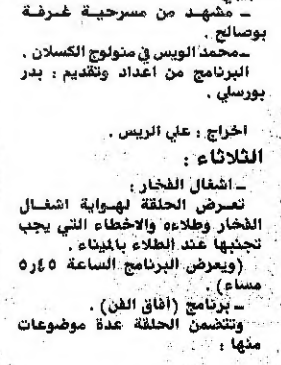 ـ مشهد من مسرحية غرفة
بوصالح .
ـ محمد الويس في منولوج الكسلان .
البرنامج من اعداد وتقديم : بدر
بورسلي .
اخراج : علي الريس .
الثلاثاء :
ـ اشغال الفخار :
تعرض الحلقة لهواية اشغال
الفخار وطلاءه والاخطاء التي يجب
تجنبها عند الطلاء بالميناء .
(ويعرض البرنامج الساعة ٥٫٤٥
مساء) .
ـ برنامج (آفاق الفن) .
وتتضمن الحلقة عدة موضوعات
منها :